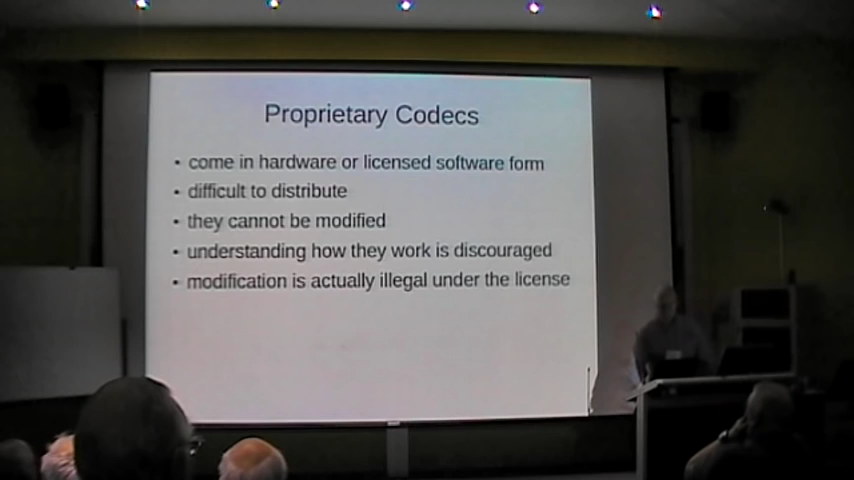 Proprietary Codecs
• come in hardware or licensed software form
• difficult to distribute
• they cannot be modified
• understanding how they work is discouraged
• modification is actually illegal under the license